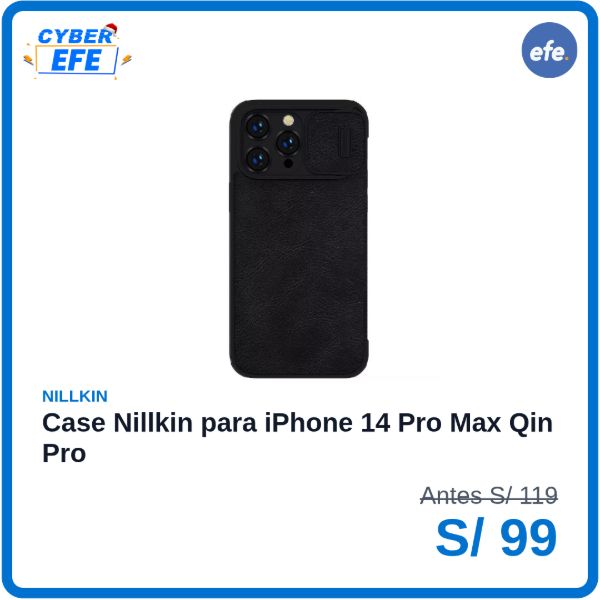 CYBER
EFE
efe.
NILLKIN
Case Nillkin para iPhone 14 Pro Max Qin
Pro
Antes S/ 119
S/ 99